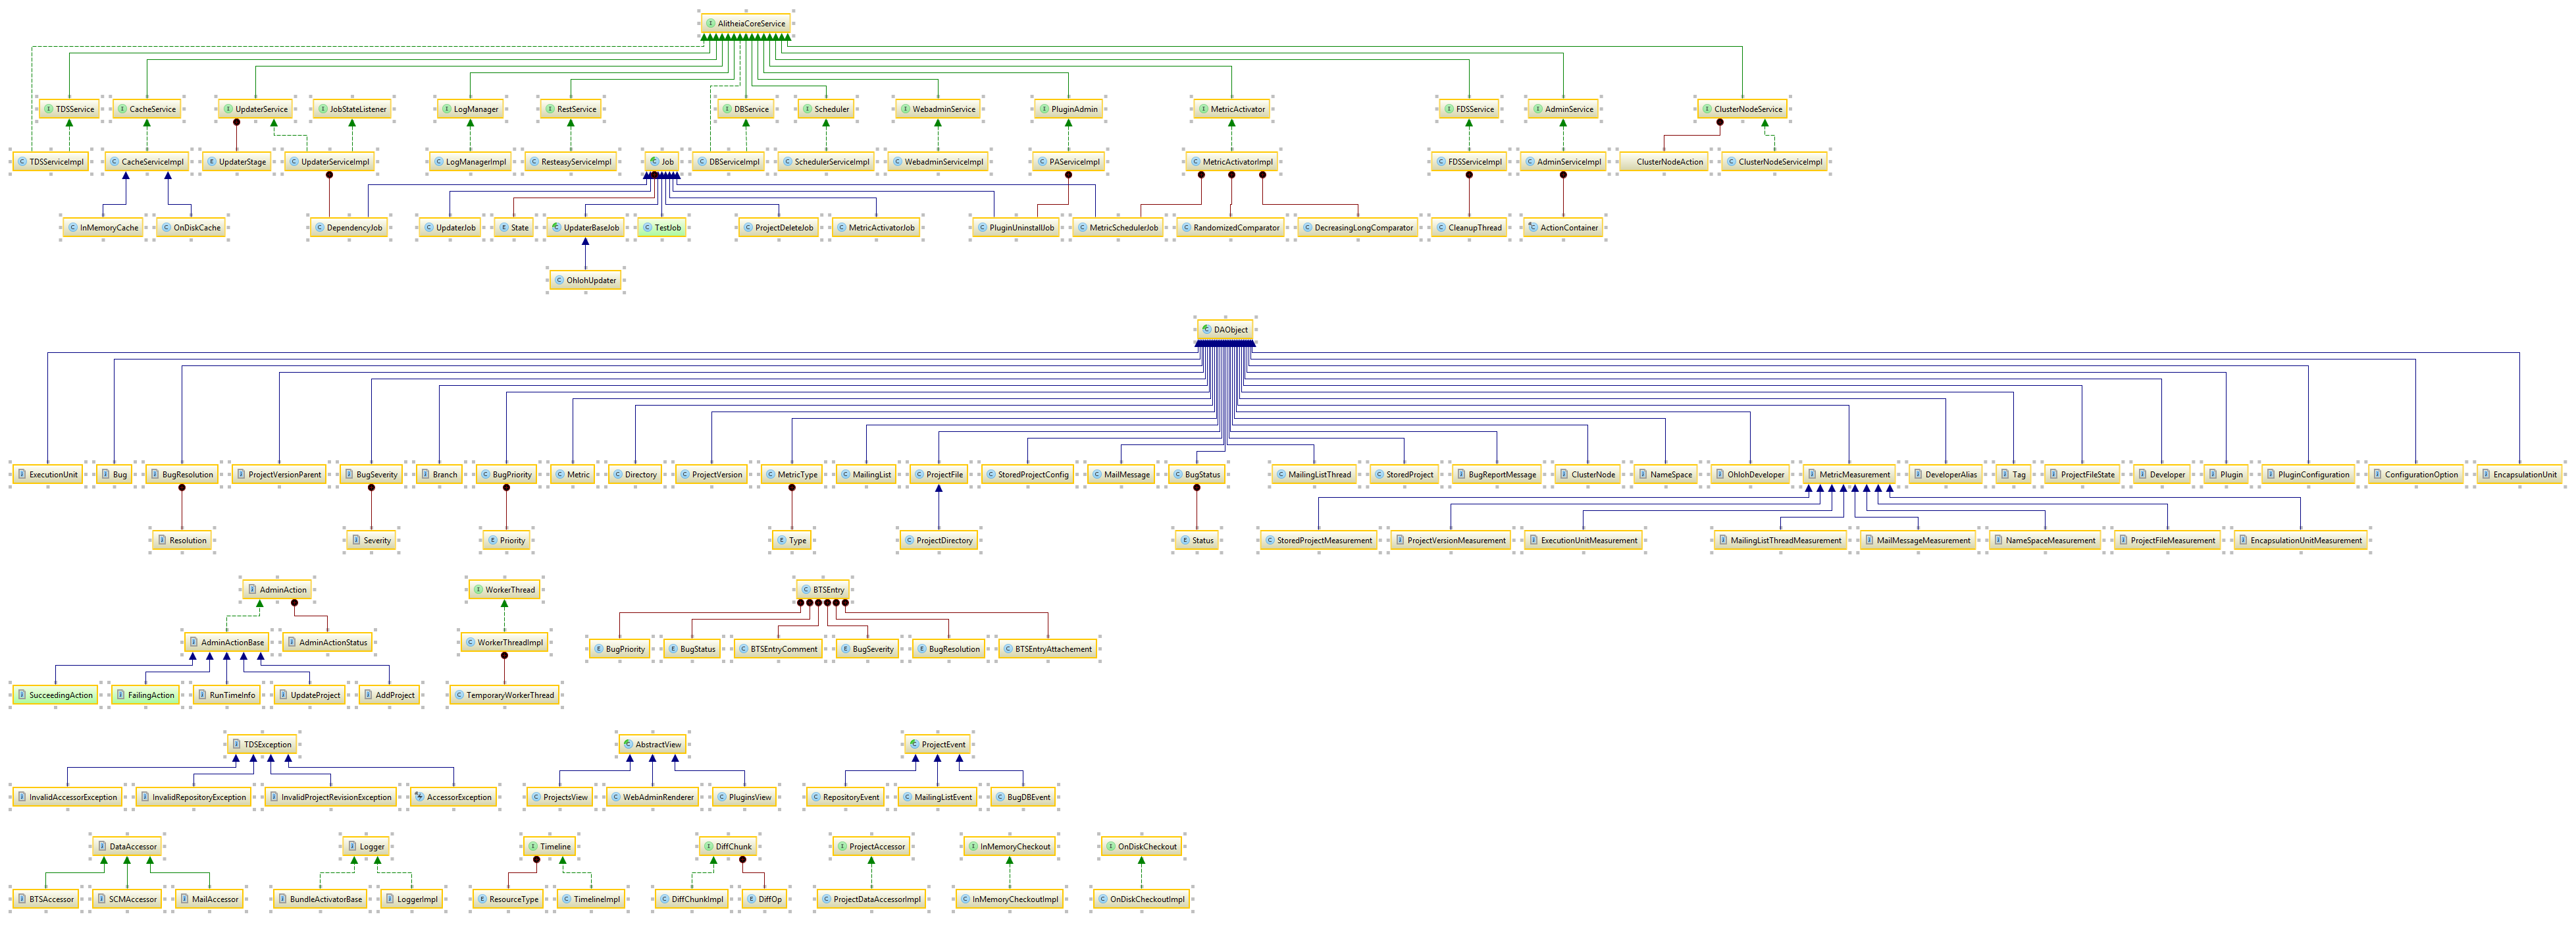 AlitheiaCoreService
TDSService CacheService UpdaterService JobStateListener LogManager RestService DBService Scheduler WebadminService PluginAdmin MetricActivator FDSService AdminService ClusterNodeService
TDSServiceImpl CacheServiceImpl UpdaterStage UpdaterServiceImpl LogManagerImpl ResteasyServiceImpl Job DBServiceImpl SchedulerServiceImpl WebadminServiceImpl PAServiceImpl MetricActivatorImpl FDSServiceImpl AdminServiceImpl ClusterNodeAction ClusterNodeServiceImpl
InMemoryCache OnDiskCache DependencyJob UpdaterJob State UpdaterBaseJob TestJob ProjectDeleteJob MetricActivatorJob PluginUninstallJob MetricSchedulerJob RandomizedComparator DecreasingLongComparator CleanupThread ActionContainer
OhlohUpdater
DAObject
ExecutionUnit Bug BugResolution ProjectVersionParent BugSeverity Branch BugPriority Metric Directory ProjectVersion MetricType MailingList ProjectFile StoredProjectConfig MailMessage BugStatus MailingListThread StoredProject BugReportMessage ClusterNode NameSpace OhlohDeveloper MetricMeasurement DeveloperAlias Tag ProjectFileState Developer Plugin PluginConfiguration ConfigurationOption EncapsulationUnit
Resolution Severity Priority Type ProjectDirectory Status StoredProjectMeasurement ProjectVersionMeasurement ExecutionUnitMeasurement MailingListThreadMeasurement MailMessageMeasurement NameSpaceMeasurement ProjectFileMeasurement EncapsulationUnitMeasurement
AdminAction WorkerThread BTSEntry
AdminActionBase AdminActionStatus WorkerThreadImpl BugPriority BugStatus BTSEntryComment BugSeverity BugResolution BTSEntryAttachement
SucceedingAction FailingAction RunTimeInfo UpdateProject AddProject TemporaryWorkerThread
TDSException AbstractView ProjectEvent
InvalidAccessorException InvalidRepositoryException InvalidProjectRevisionException AccessorException ProjectsView WebAdminRenderer PluginsView RepositoryEvent MailingListEvent BugDBEvent
DataAccessor Logger Timeline DiffChunk ProjectAccessor InMemoryCheckout OnDiskCheckout
BTSAccessor SCMAccessor MailAccessor BundleActivatorBase LoggerImpl ResourceType TimelineImpl DiffChunkImpl DiffOp ProjectDataAccessorImpl InMemoryCheckoutImpl OnDiskCheckoutImpl